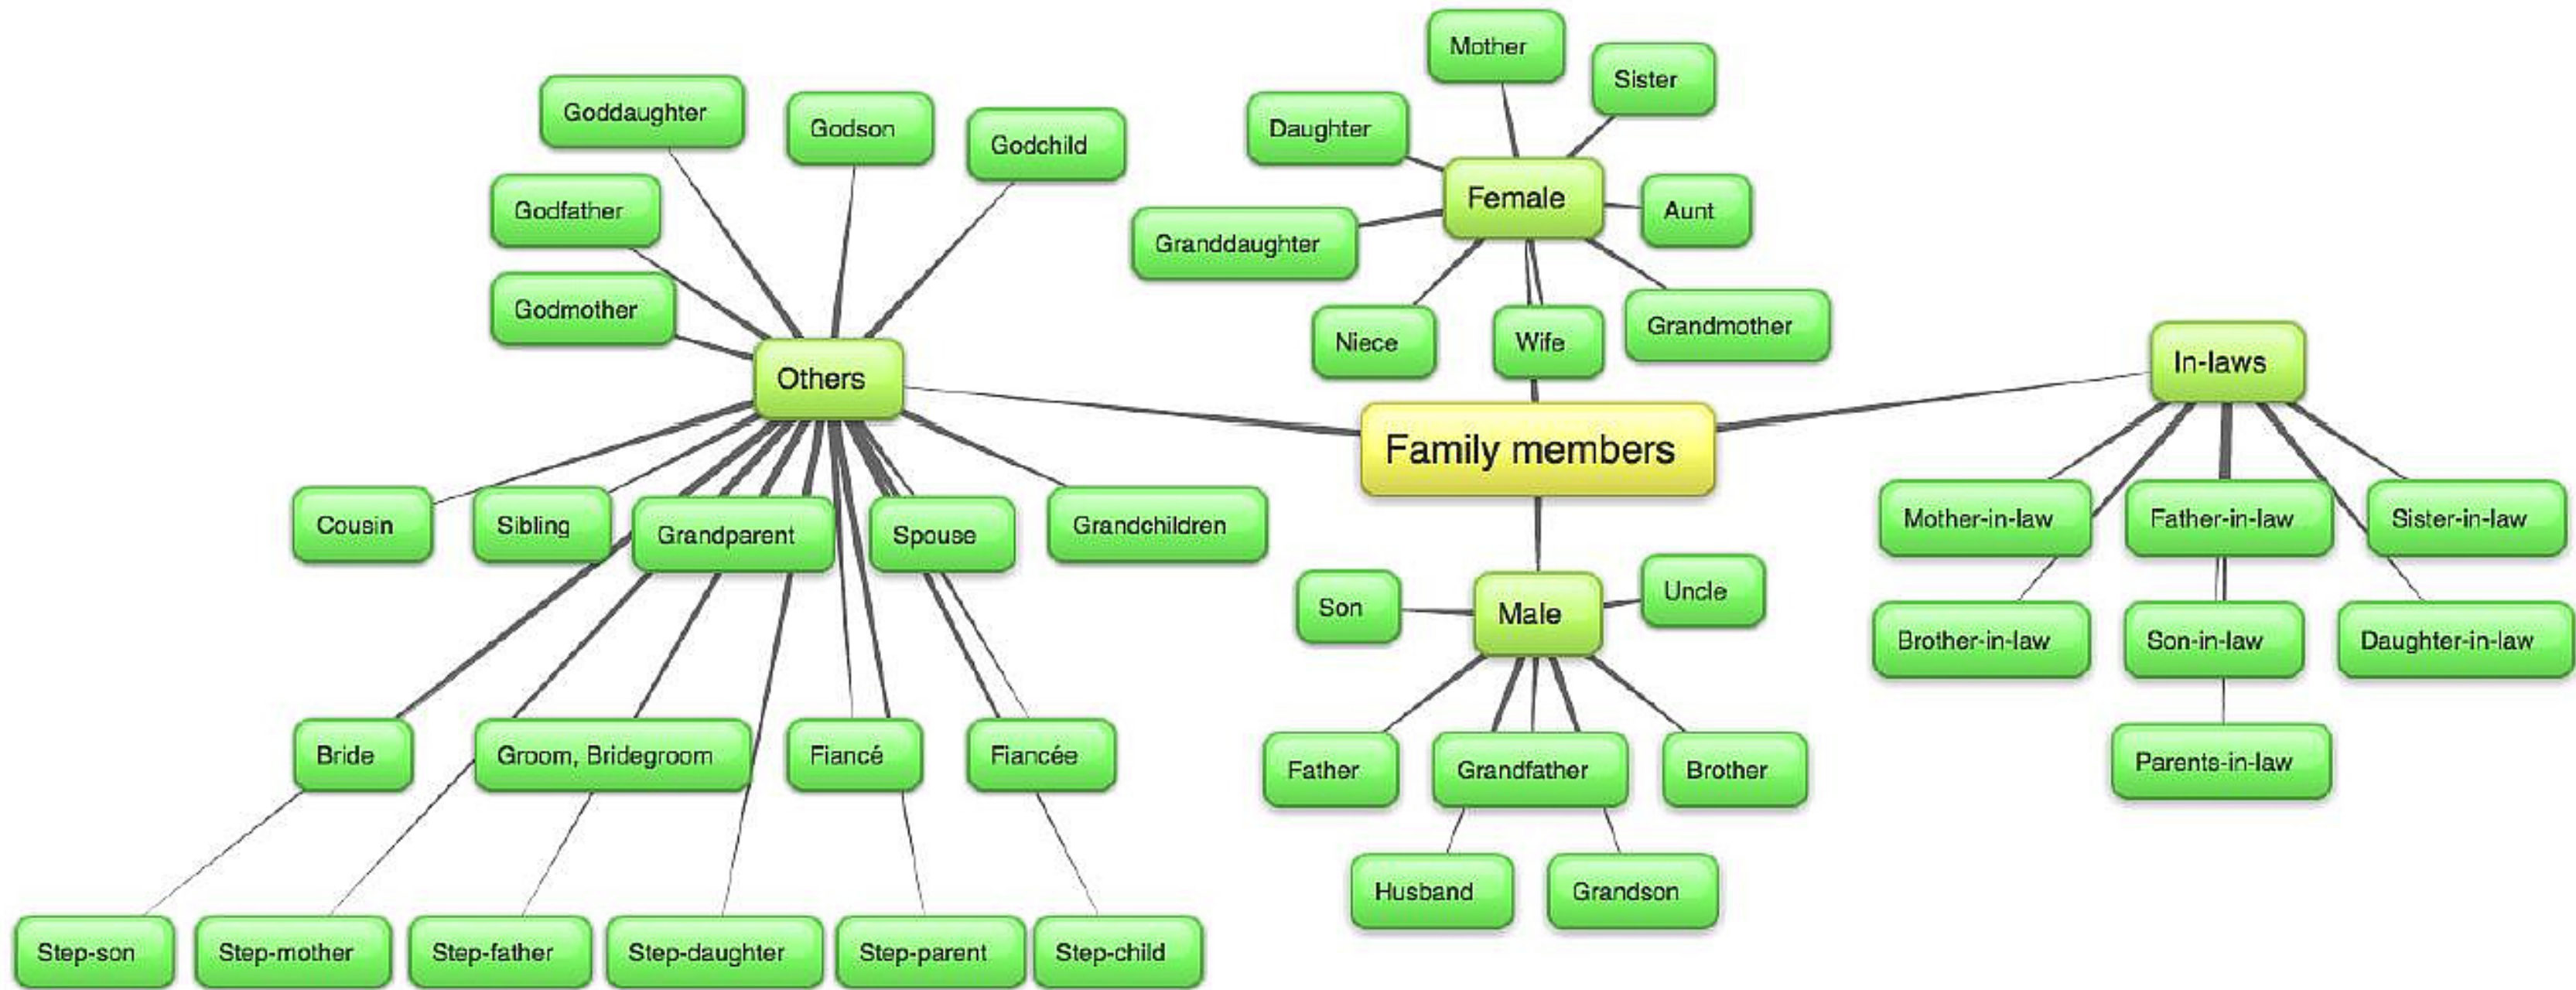 Mother
Sister
Daughter
Female
Aunt
Granddaughter
Niece
Wife
Grandmother
Goddaughter
Godson
Godchild
Godfather
Godmother
Others
Cousin
Sibling
Grandparent
Spouse
Grandchildren
Bride
Groom, Bridegroom
Fiancé
Fiancée
Step-son
Step-mother
Step-father
Step-daughter
Step-parent
Step-child
Family members
Male
Son
Uncle
Father
Grandfather
Brother
Husband
Grandson
In-laws
Mother-in-law
Father-in-law
Sister-in-law
Brother-in-law
Son-in-law
Daughter-in-law
Parents-in-law